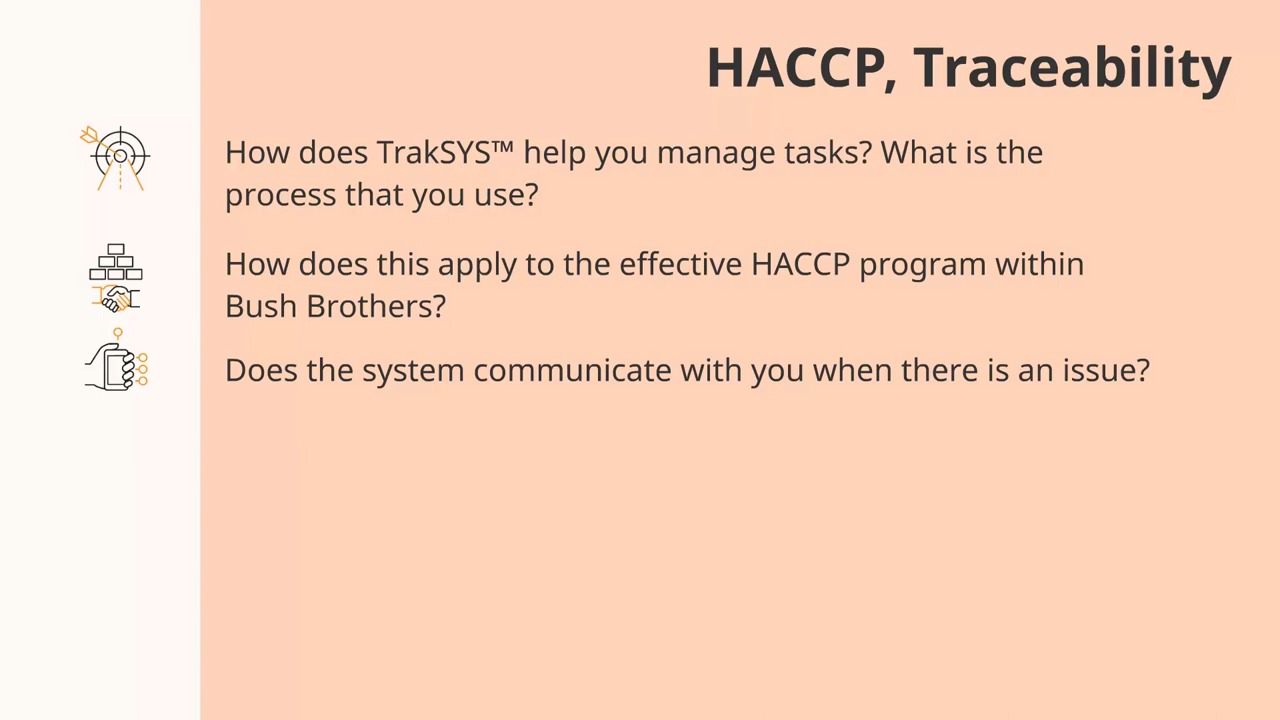 HACCP, Traceability
How does TrakSYS™ help you manage tasks? What is the
process that you use?
How does this apply to the effective HACCP program within
Bush Brothers?
Does the system communicate with you when there is an issue?